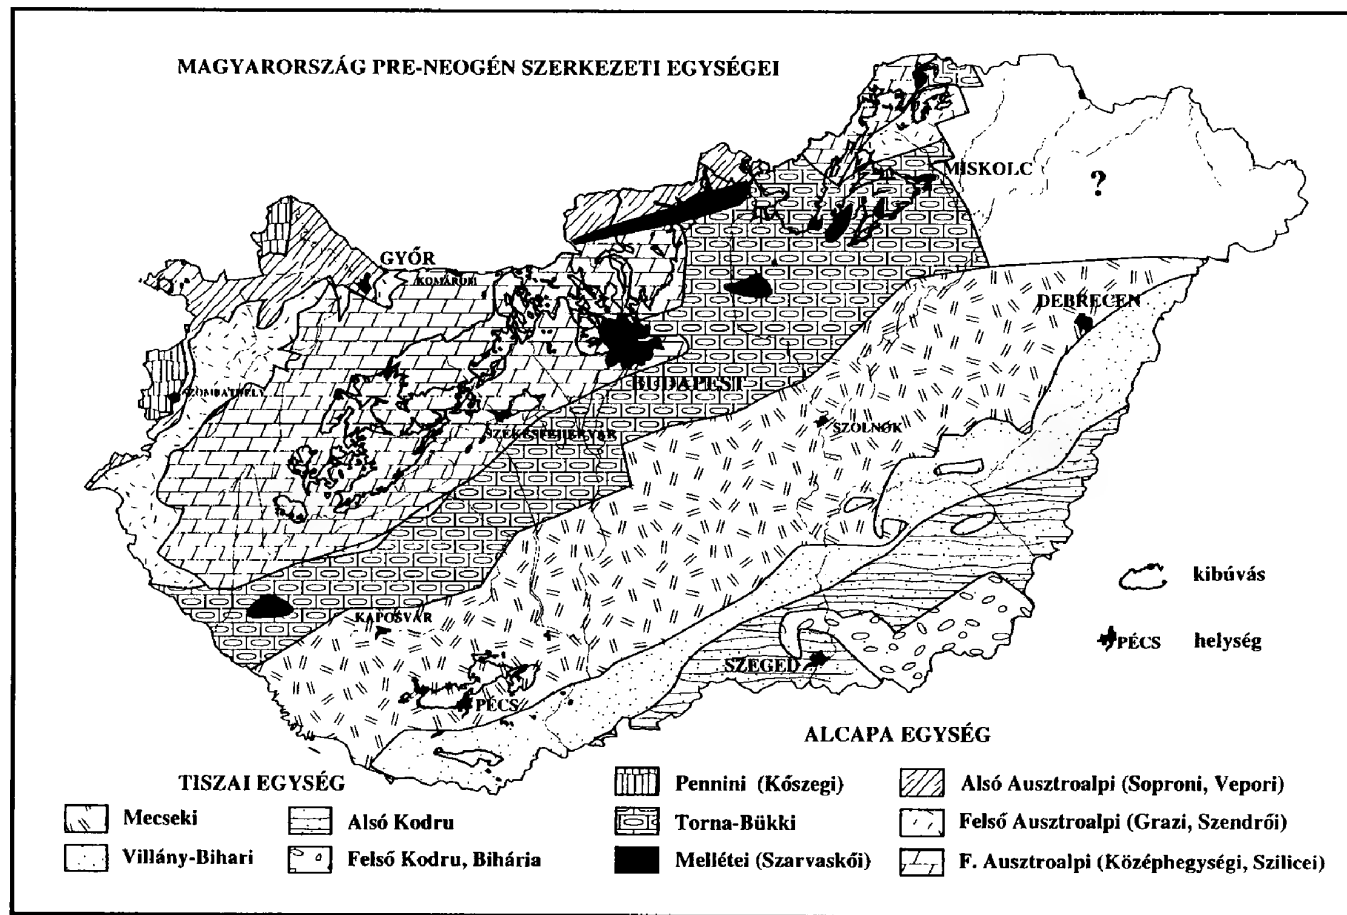 MAGYARORSZÁG PRE-NEOGÉN SZERKEZETI EGYSÉGEI
MISKOLC
?
GYŐR
KOMÁROM
DEBRECEN
SZOMBATHELY
BUDAPEST
SZÉKESFEHÉRVÁR
SZOLNOK
kibúvás
KAPOSVÁR
PÉCS helység
SZEGED
PÉCS
ALCAPA EGYSÉG
TISZAI EGYSÉG
Pennini (Kőszegi)
Alsó Ausztroalpi (Soproni, Vepori)
Mecseki
Alsó Kodru
Torna-Bükki
Felső Ausztroalpi (Grazi, Szendrői)
Villány-Bihari
Felső Kodru, Bihária
Mellétei (Szarvaskői)
F. Ausztroalpi (Középhegységi, Szilicei)